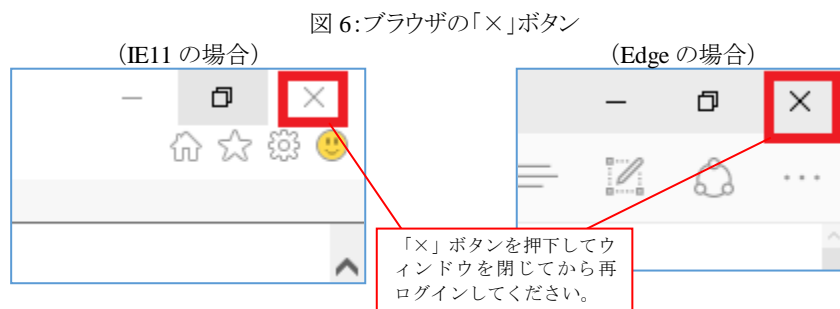 図 6:ブラウザの「×」ボタン
（IE11 の場合）
（Edge の場合）
「×」ボタンを押下してウ
ィンドウを閉じてから再
ログインしてください。